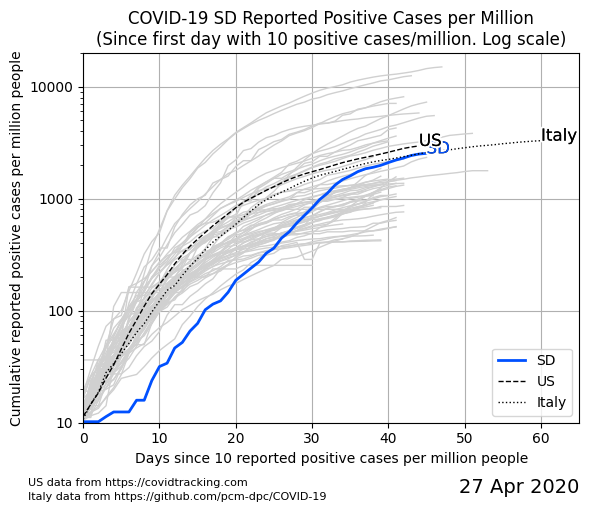 COVID-19 SD Reported Positive Cases per Million
(Since first day with 10 positive cases/million. Log scale)
Cumulative reported positive cases per million people
10000
1000
100
10
US
SD
Italy
SD
US
Italy
0 10 20 30 40 50 60
Days since 10 reported positive cases per million people
US data from https://covidtracking.com
Italy data from https://github.com/pcm-dpc/COVID-19
27 Apr 2020